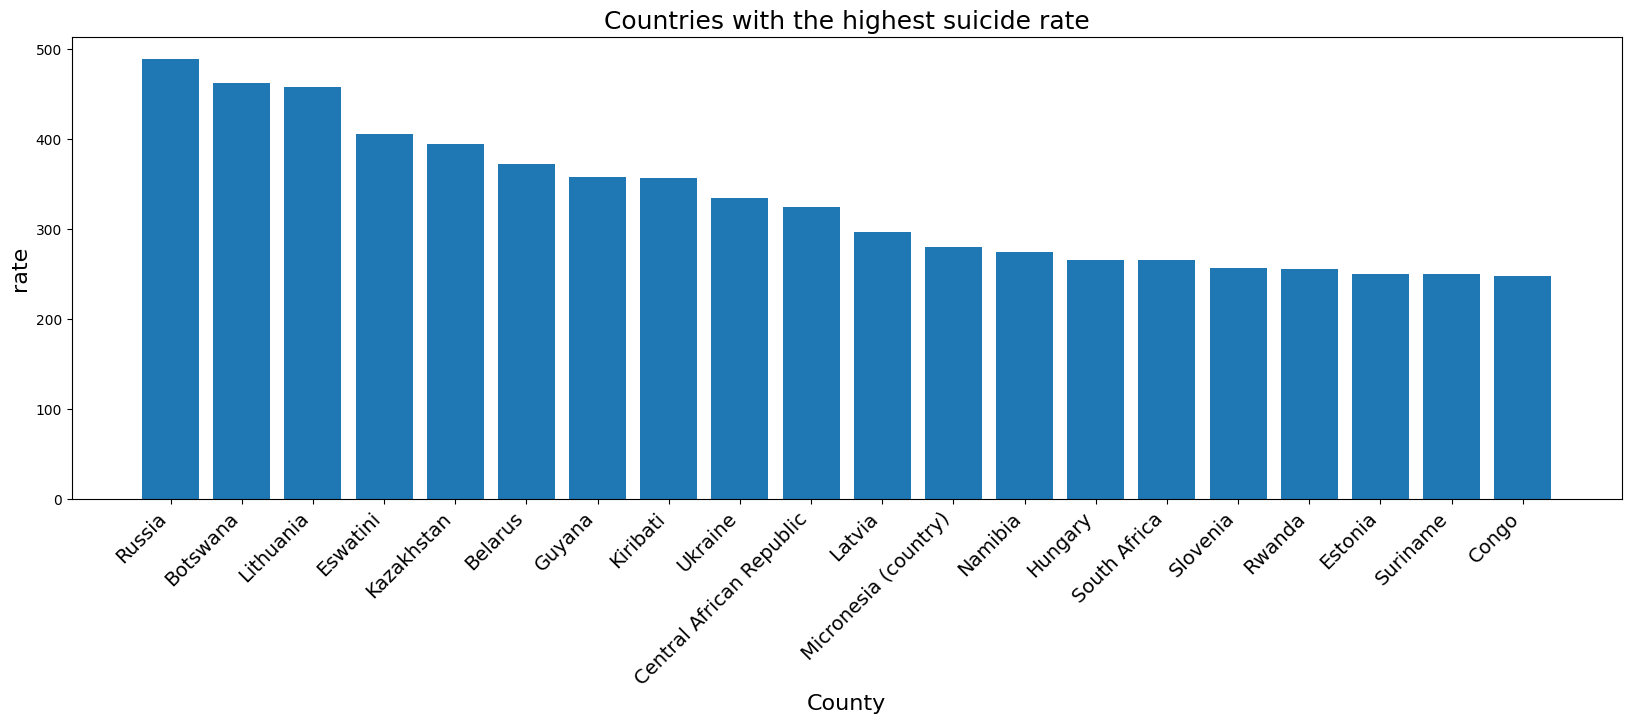 Countries with the highest suicide rate
500
400
300
200
100
0
rate
Russia
Botswana
Lithuania
Eswatini
Kazakhstan
Belarus
Guyana
Kiribati
Ukraine
Central African Republic
Latvia
Micronesia (country)
Namibia
Hungary
South Africa
Slovenia
Rwanda
Estonia
Suriname
Congo
County